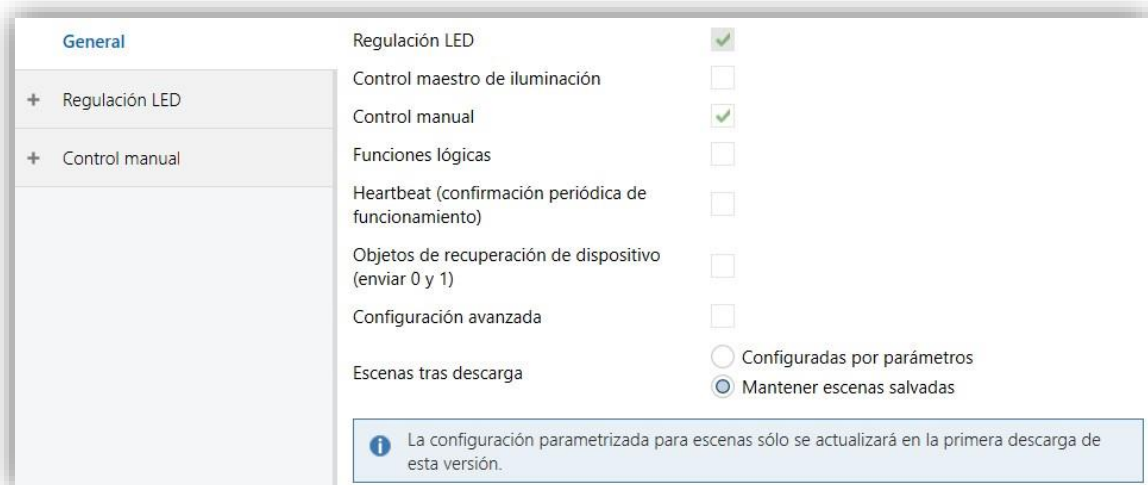 General
+ Regulación LED
+ Control manual
Regulación LED
Control maestro de iluminación
Control manual
Funciones lógicas
Heartbeat (confirmación periódica de
funcionamiento)
Objetos de recuperación de dispositivo
(enviar 0 y 1)
Configuración avanzada
Escenas tras descarga
Configuradas por parámetros
Mantener escenas salvadas
La configuración parametrizada para escenas sólo se actualizará en la primera descarga de
esta versión.